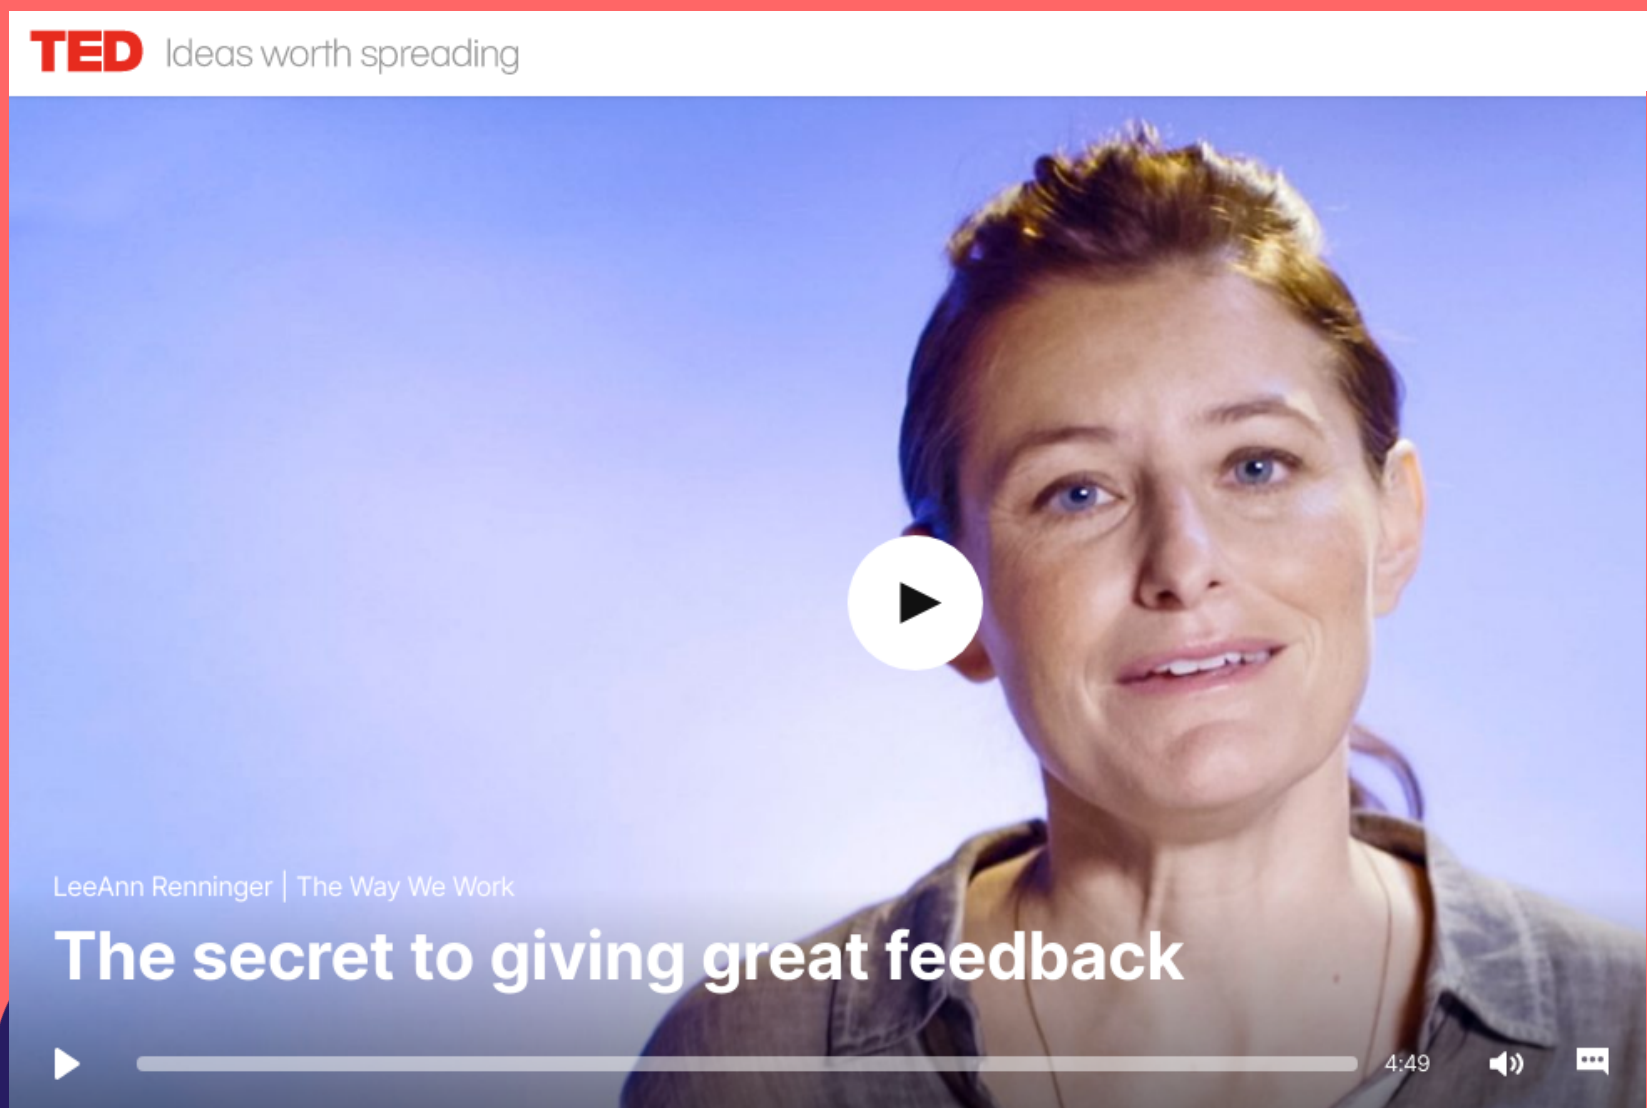 TED Ideas worth spreading
LeeAnn Renninger | The Way We Work
The secret to giving great feedback
4:49